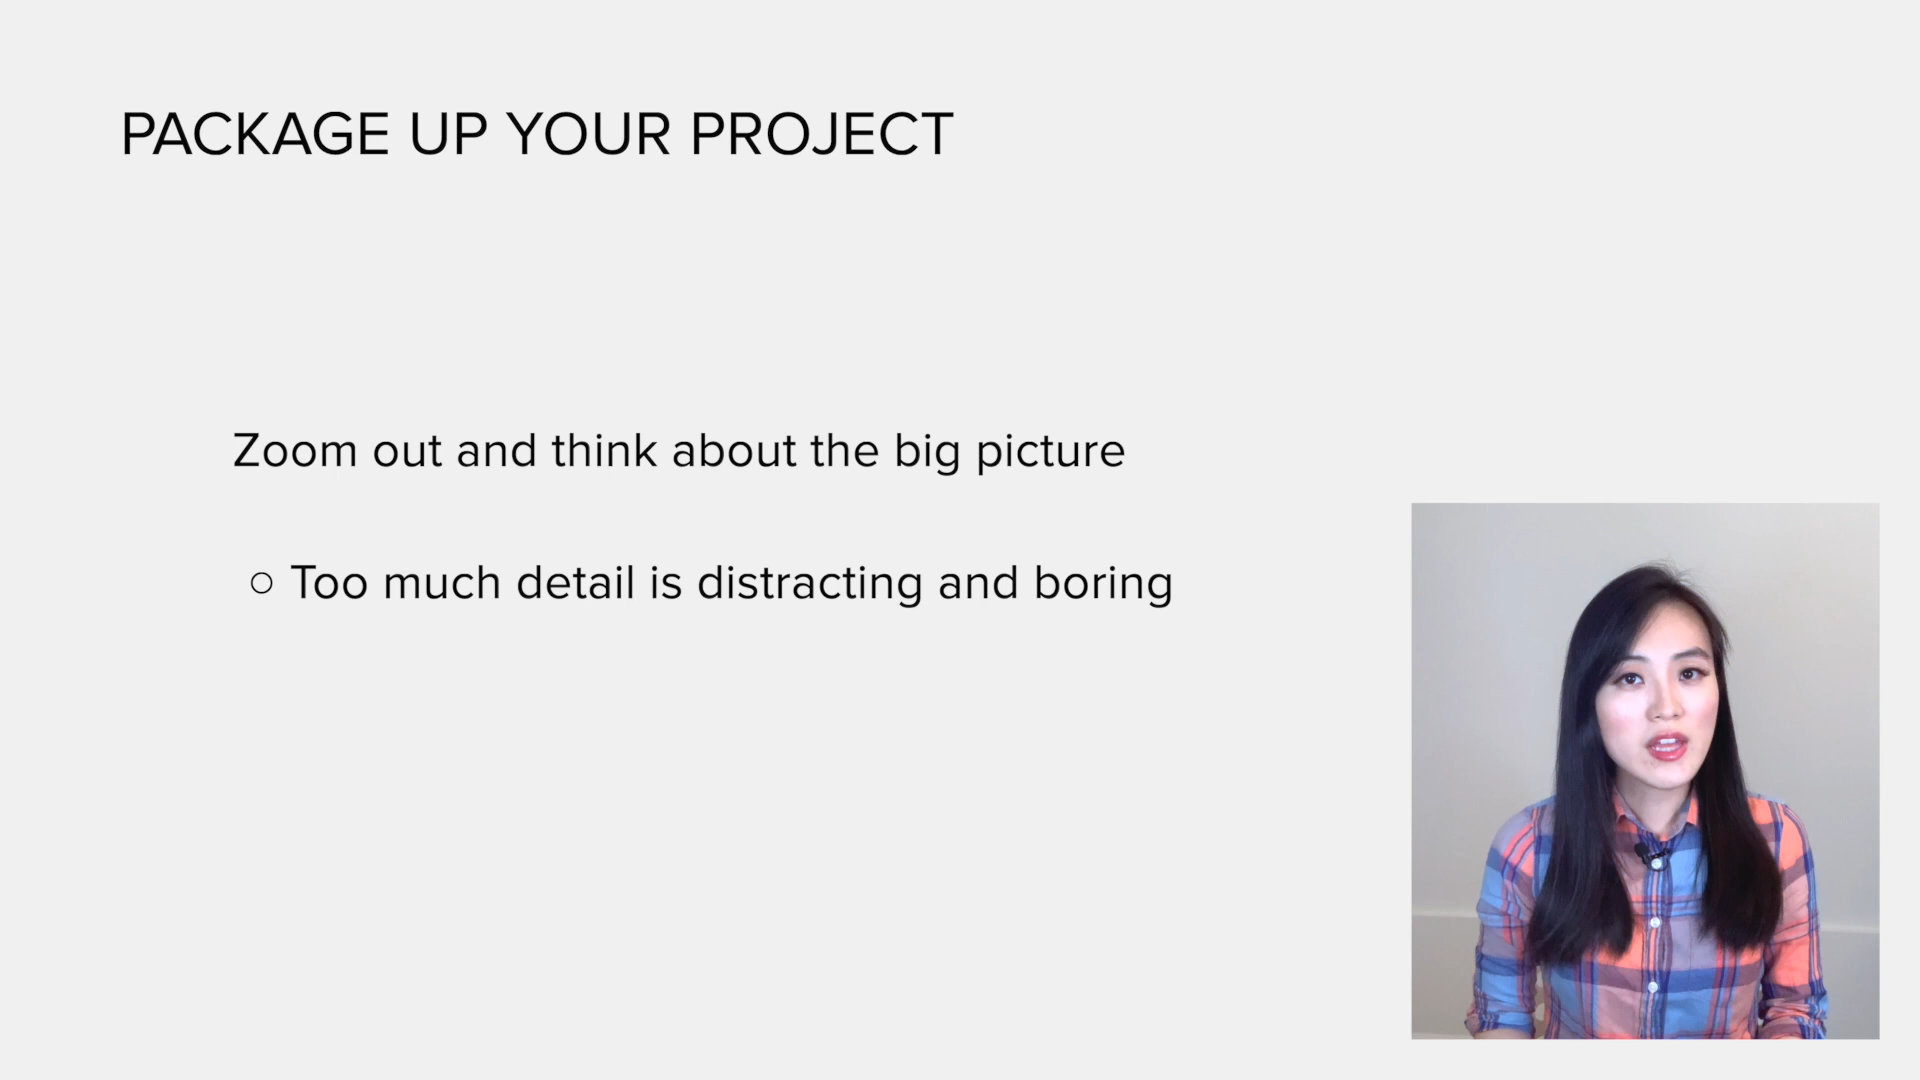 PACKAGE UP YOUR PROJECT
Zoom out and think about the big picture
○ Too much detail is distracting and boring